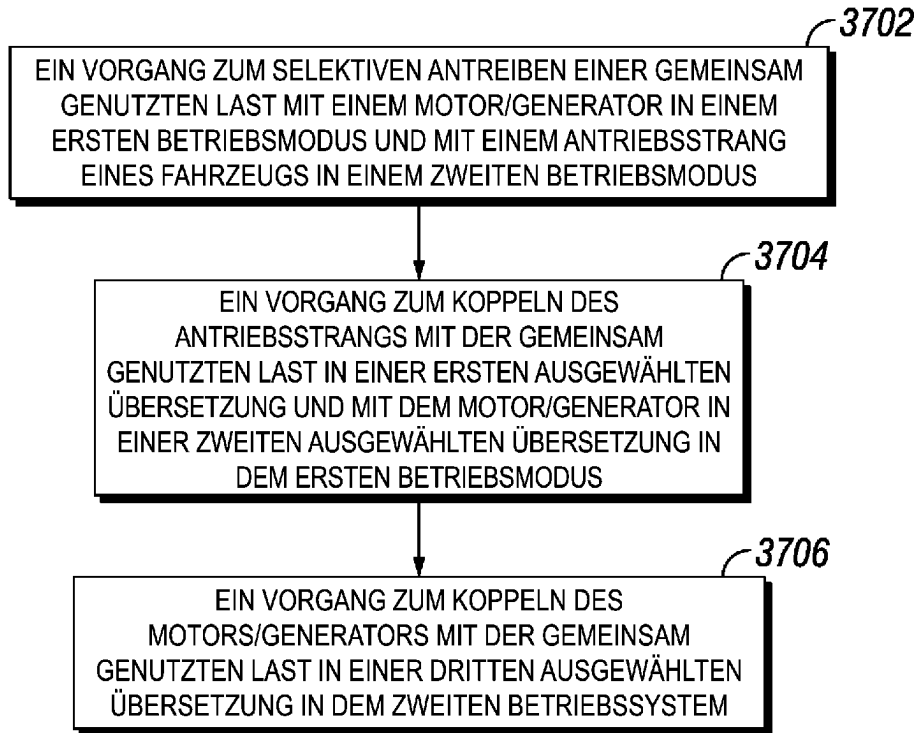 3702
EIN VORGANG ZUM SELEKTIVEN ANTREIBEN EINER GEMEINSAM
GENUTZTEN LAST MIT EINEM MOTOR/GENERATOR IN EINEM
ERSTEN BETRIEBSMODUS UND MIT EINEM ANTRIEBSSTRANG
EINES FAHRZEUGS IN EINEM ZWEITEN BETRIEBSMODUS
3704
EIN VORGANG ZUM KOPPELN DES
ANTRIEBSSTRANGS MIT DER GEMEINSAM
GENUTZTEN LAST IN EINER ERSTEN AUSGEWÄHLTEN
ÜBERSETZUNG UND MIT DEM MOTOR/GENERATOR IN
EINER ZWEITEN AUSGEWÄHLTEN ÜBERSETZUNG IN
DEM ERSTEN BETRIEBSMODUS
3706
EIN VORGANG ZUM KOPPELN DES
MOTORS/GENERATORS MIT DER GEMEINSAM
GENUTZTEN LAST IN EINER DRITTEN AUSGEWÄHLTEN
ÜBERSETZUNG IN DEM ZWEITEN BETRIEBSSYSTEM